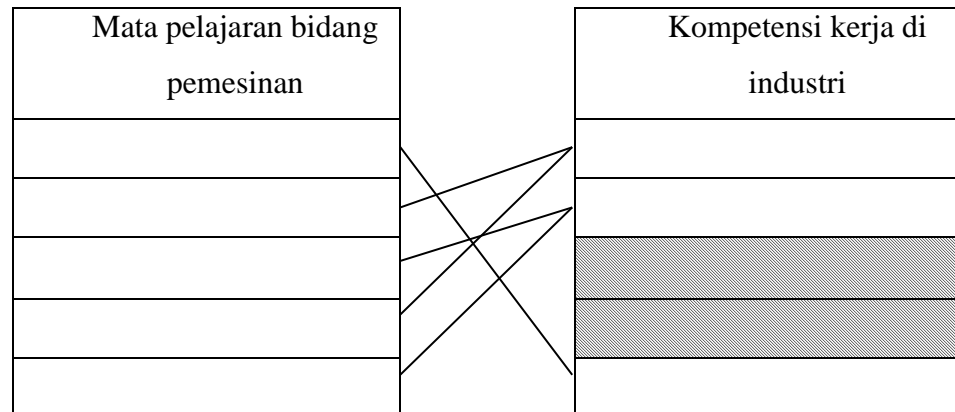 Mata pelajaran bidang
pemesinan
Kompetensi kerja di
industri